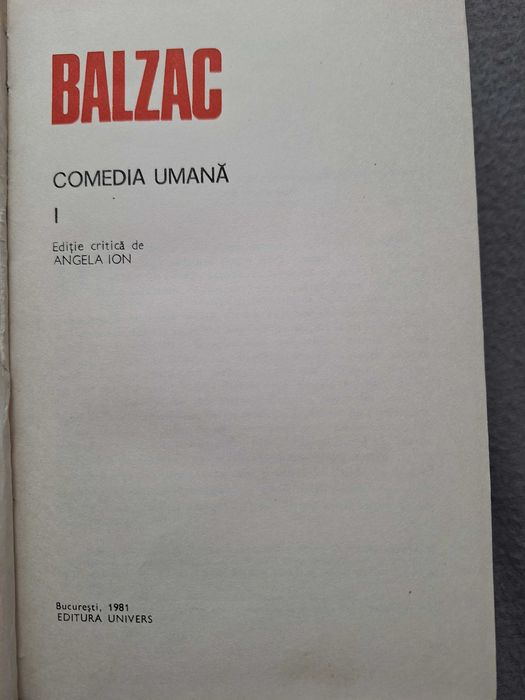 BALZAC
COMEDIA UMANĂ
I
Ediție critică de
ANGELA ION
București, 1981
EDITURA UNIVERS